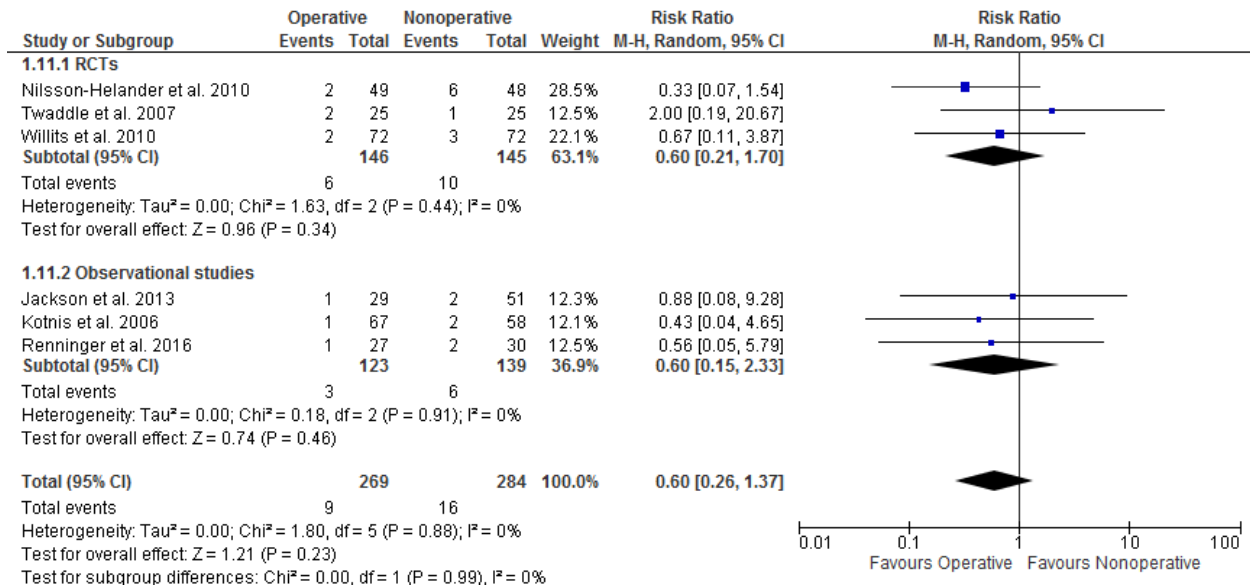 Operative Nonoperative Risk Ratio Risk Ratio
Study or Subgroup Events Total Events Total Weight M-H, Random, 95% CI M-H, Random, 95% CI
1.11.1 RCTs
Nilsson-Helander et al. 2010 2 49 6 48 28.5% 0.33 [0.07, 1.54]
Twaddle et al. 2007 2 25 1 25 12.5% 2.00 [0.19, 20.67]
Willits et al. 2010 2 72 3 72 22.1% 0.67 [0.11, 3.87]
Subtotal (95% CI) 146 145 63.1% 0.60 [0.21, 1.70]
Total events 6 10
Heterogeneity: Tau² = 0.00; Chi² = 1.63, df = 2 (P = 0.44); I² = 0%
Test for overall effect: Z = 0.96 (P = 0.34)
1.11.2 Observational studies
Jackson et al. 2013 1 29 2 51 12.3% 0.88 [0.08, 9.28]
Kotnis et al. 2006 1 67 2 58 12.1% 0.43 [0.04, 4.65]
Renninger et al. 2016 1 27 2 30 12.5% 0.56 [0.05, 5.79]
Subtotal (95% CI) 123 139 36.9% 0.60 [0.15, 2.33]
Total events 3 6
Heterogeneity: Tau² = 0.00; Chi² = 0.18, df = 2 (P = 0.91); I² = 0%
Test for overall effect: Z = 0.74 (P = 0.46)
Total (95% CI) 269 284 100.0% 0.60 [0.26, 1.37]
Total events 9 16
Heterogeneity: Tau² = 0.00; Chi² = 1.80, df = 5 (P = 0.88); I² = 0%
Test for overall effect: Z = 1.21 (P = 0.23)
Test for subgroup differences: Chi² = 0.00, df = 1 (P = 0.99), I² = 0%
0.01 0.1 1 10 100
Favours Operative Favours Nonoperative